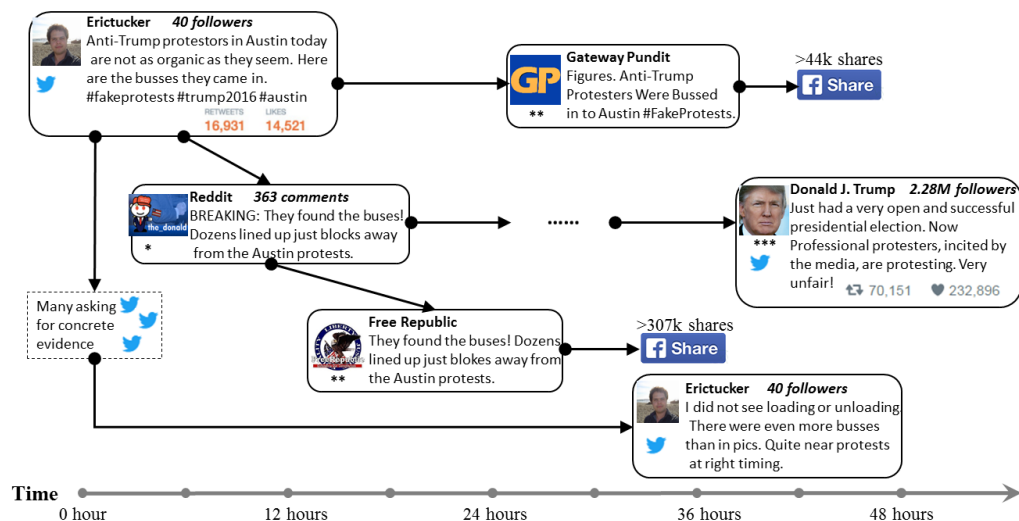 Erictucker 40 followers
Anti-Trump protestors in Austin today
are not as organic as they seem. Here
are the busses they came in.
#fakeprotests #trump2016 #austin
RETWEETS LIKES
16,931 14,521
GP
**
Gateway Pundit
Figures. Anti-Trump
Protesters Were Bussed
in to Austin #FakeProtests.
>44k shares
f Share
the_donald
*
Reddit 363 comments
BREAKING: They found the buses!
Dozens lined up just blocks away
from the Austin protests.
......
***
Donald J. Trump 2.28M followers
Just had a very open and successful
presidential election. Now
Professional protesters, incited by
the media, are protesting. Very
unfair!
70,151 232,896
Many asking
for concrete
evidence
FreeRepublic
**
Free Republic
They found the buses! Dozens
lined up just blokes away from
the Austin protests.
>307k shares
f Share
Erictucker 40 followers
I did not see loading or unloading.
There were even more busses
than in pics. Quite near protests
at right timing.
Time
0 hour 12 hours 24 hours 36 hours 48 hours